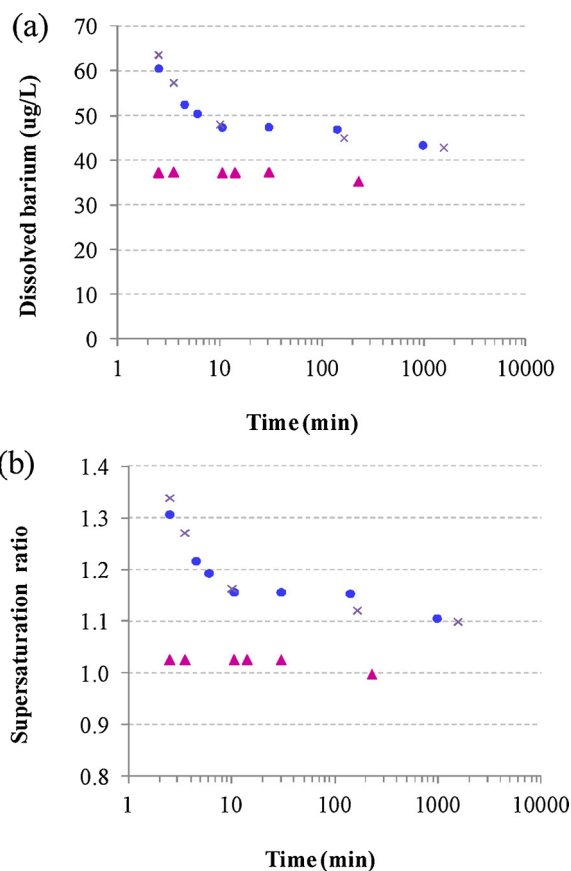 (a)
70
60
50
40
30
20
10
0
Dissolved barium (ug/L)
1 10 100 1000 10000
Time (min)
(b)
1.4
1.3
1.2
1.1
1.0
0.9
0.8
Supersaturation ratio
1 10 100 1000 10000
Time (min)